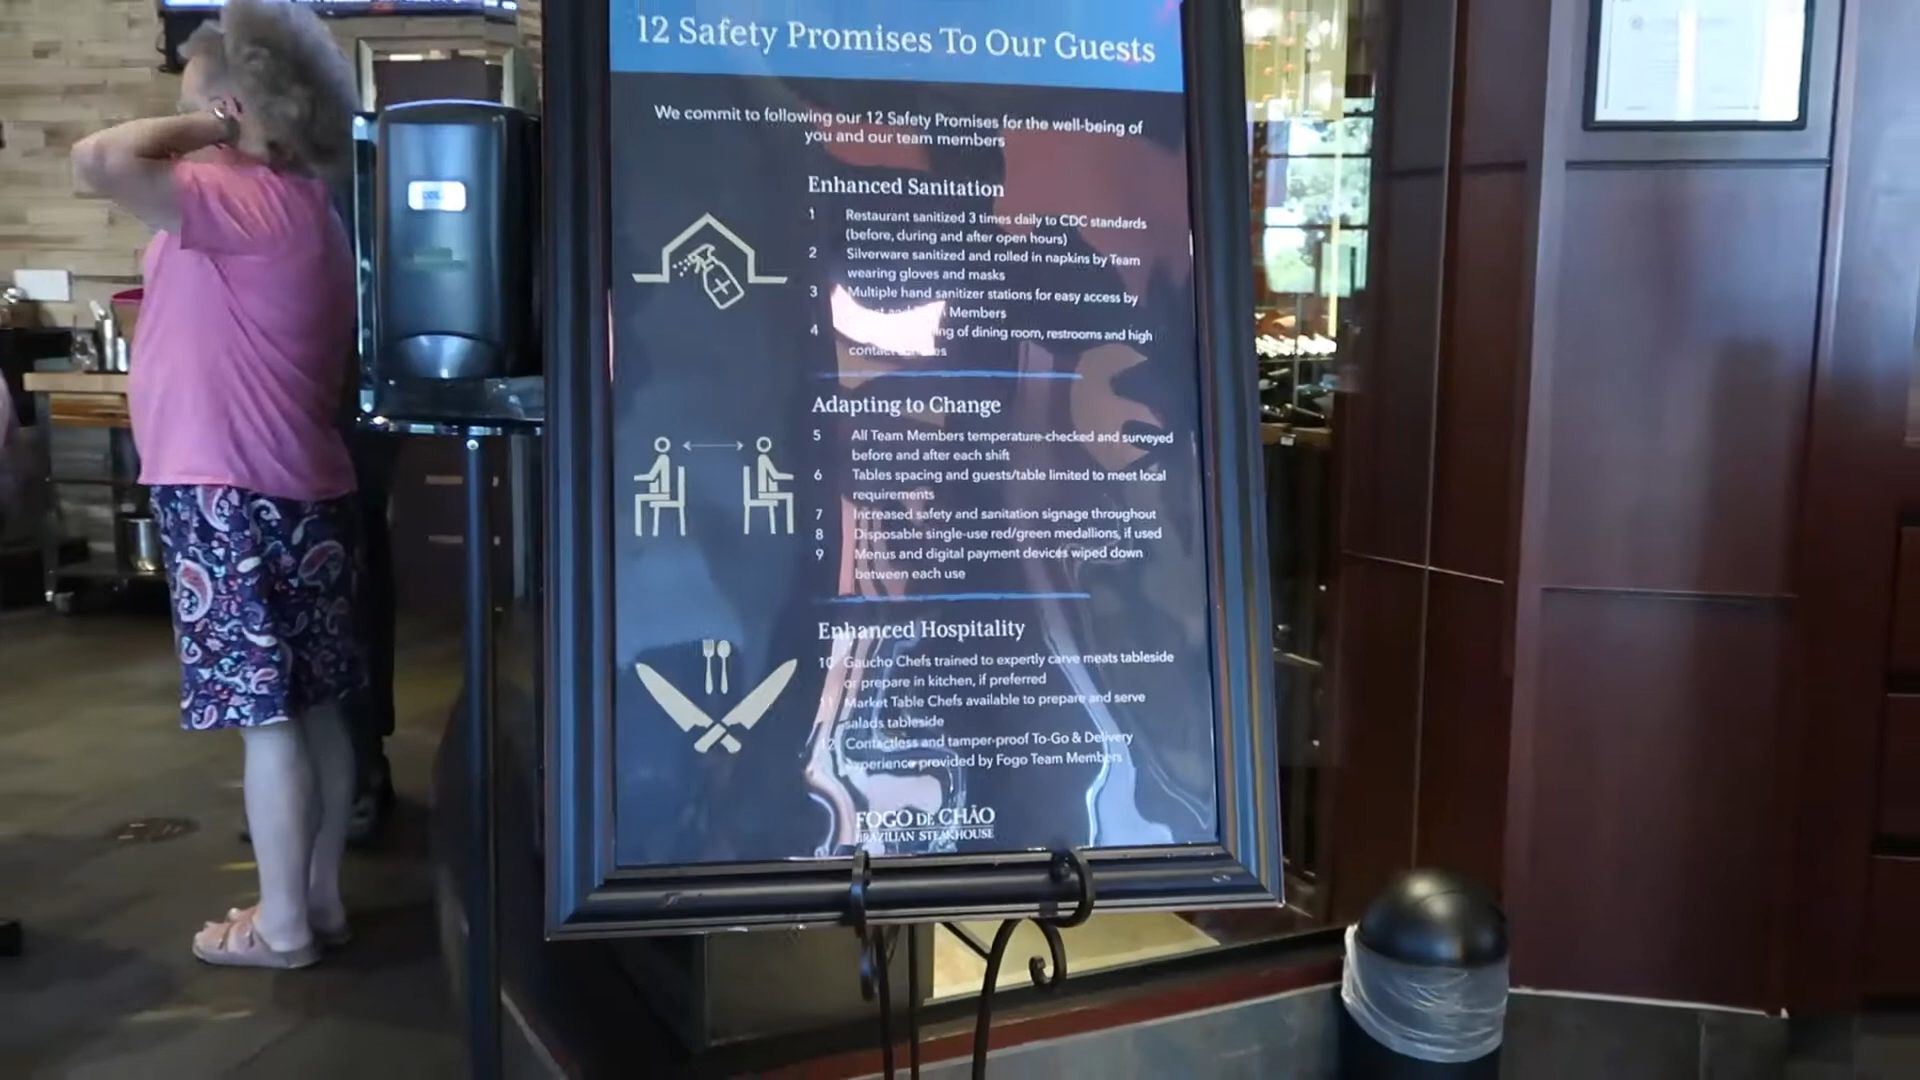 12 Safety Promises To Our Guests
We commit to following our 12 Safety Promises for the well-being of
you and our team members
Enhanced Sanitation
1 Restaurant sanitized 3 times daily to CDC standards
(before, during and after open hours)
2 Silverware sanitized and rolled in napkins by Team
wearing gloves and masks
3 Multiple hand sanitizer stations for easy access by
and Members
4 of dining room, restrooms and high
Adapting to Change
5 All Team Members temperature-checked and surveyed
before and after each shift
6 Tables spacing and guests/table limited to meet local
requirements
7 Increased safety and sanitation signage throughout
8 Disposable single-use red/green medallions, if used
9 Menus and digital payment devices wiped down
between each use
Enhanced Hospitality
10 Gaucho Chefs trained to expertly carve meats tableside
or prepare in kitchen, if preferred
11 Market Table Chefs available to prepare and serve
salads tableside
12 Contactless and tamper-proof To-Go & Delivery
experience provided by Fogo Team Members
FOGO DE CHÃO
BRAZILIAN STEAKHOUSE